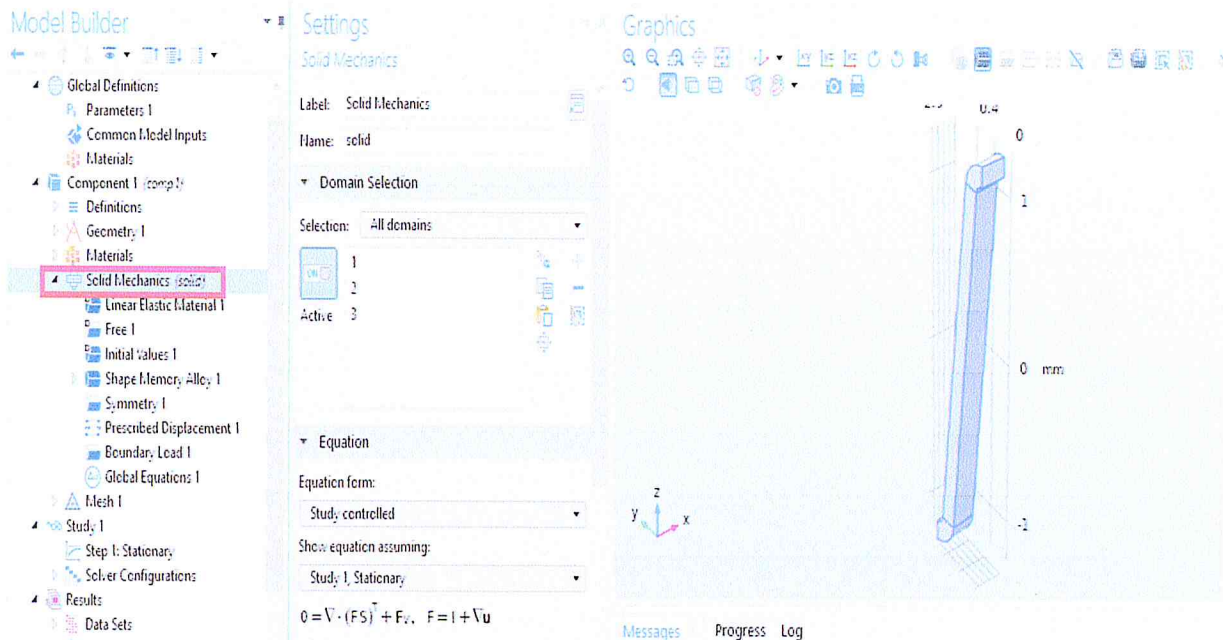 Model Builder
Global Definitions
Parameters 1
Common Model Inputs
Materials
Component 1 (comp1)
Definitions
Geometry 1
Materials
Solid Mechanics (solid)
Linear Elastic Material 1
Free 1
Initial Values 1
Shape Memory Alloy 1
Symmetry 1
Prescribed Displacement 1
Boundary Load 1
Global Equations 1
Mesh 1
Study 1
Step 1: Stationary
Solver Configurations
Results
Data Sets
Settings
Solid Mechanics
Label: Solid Mechanics
Name: solid
Domain Selection
Selection: All domains
1
2
Active 3
Equation
Equation form:
Study controlled
Show equation assuming:
Study 1, Stationary
0 = ∇ · (FS)ᵀ + Fv, F = I + ∇u
Graphics
0.4
0
1
0 mm
-1
z
y x
Messages Progress Log